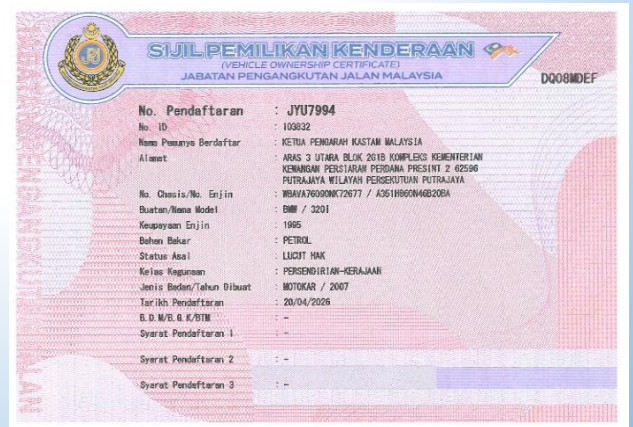 SIJIL PEMILIKAN KENDERAAN
(VEHICLE OWNERSHIP CERTIFICATE)
JABATAN PENGANGKUTAN JALAN MALAYSIA
DQ08MDEF
No. Pendaftaran : JYU7994
No. ID : 103832
Nama Pemunya Berdaftar : KETUA PENGARAH KASTAM MALAYSIA
Alamat : ARAS 3 UTARA BLOK 2G1B KOMPLEKS KEMENTERIAN
KEWANGAN PERSIARAN PERDANA PRESINT 2 62596
PUTRAJAYA WILAYAH PERSEKUTUAN PUTRAJAYA
No. Chasis/No. Enjin : WBAVA76090NK72677 / A351H860N46B20BA
Buatan/Nama Model : BMW / 320I
Keupayaan Enjin : 1995
Bahan Bakar : PETROL
Status Asal : LUCUT HAK
Kelas Kegunaan : PERSENDIRIAN-KERAJAAN
Jenis Badan/Tahun Dibuat : MOTOKAR / 2007
Tarikh Pendaftaran : 20/04/2026
B.D.M/B.G.K/BTM : -
Syarat Pendaftaran 1 : -
Syarat Pendaftaran 2 : -
Syarat Pendaftaran 3 : -